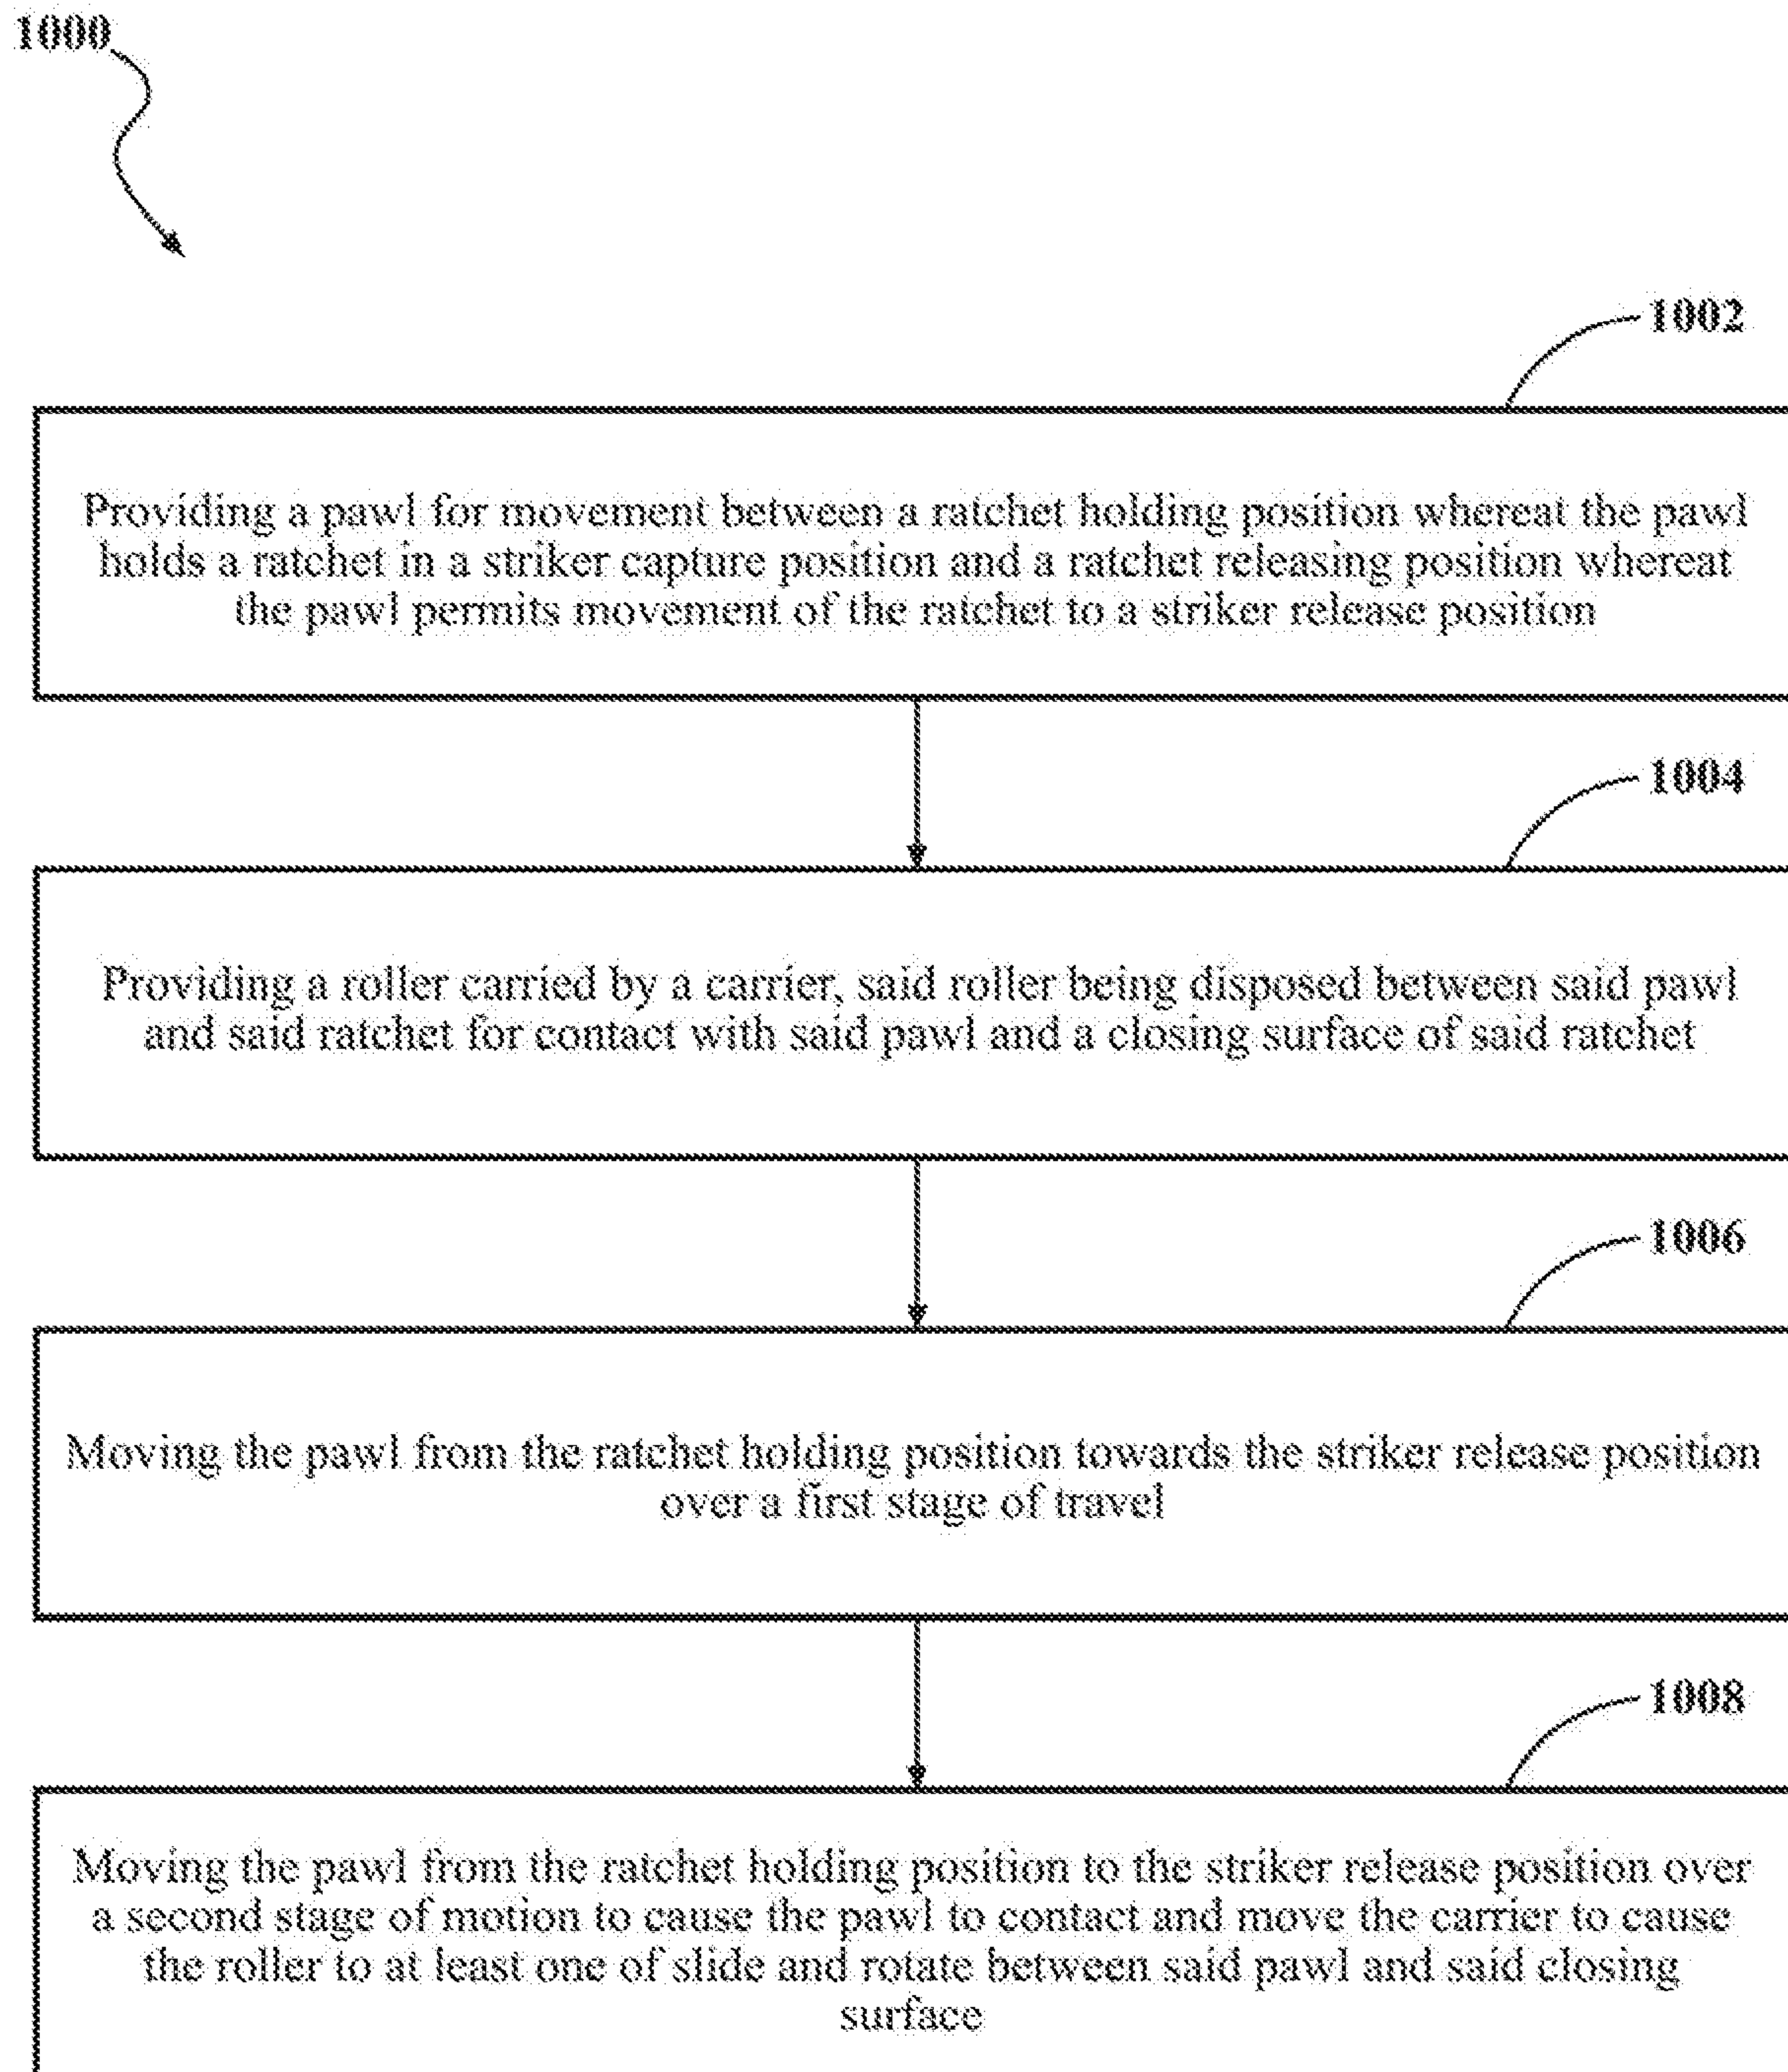 1000
1002
Providing a pawl for movement between a ratchet holding position whereat the pawl
holds a ratchet in a striker capture position and a ratchet releasing position whereat
the pawl permits movement of the ratchet to a striker release position
1004
Providing a roller carried by a carrier, said roller being disposed between said pawl
and said ratchet for contact with said pawl and a closing surface of said ratchet
1006
Moving the pawl from the ratchet holding position towards the striker release position
over a first stage of travel
1008
Moving the pawl from the ratchet holding position to the striker release position over
a second stage of motion to cause the pawl to contact and move the carrier to cause
the roller to at least one of slide and rotate between said pawl and said closing
surface